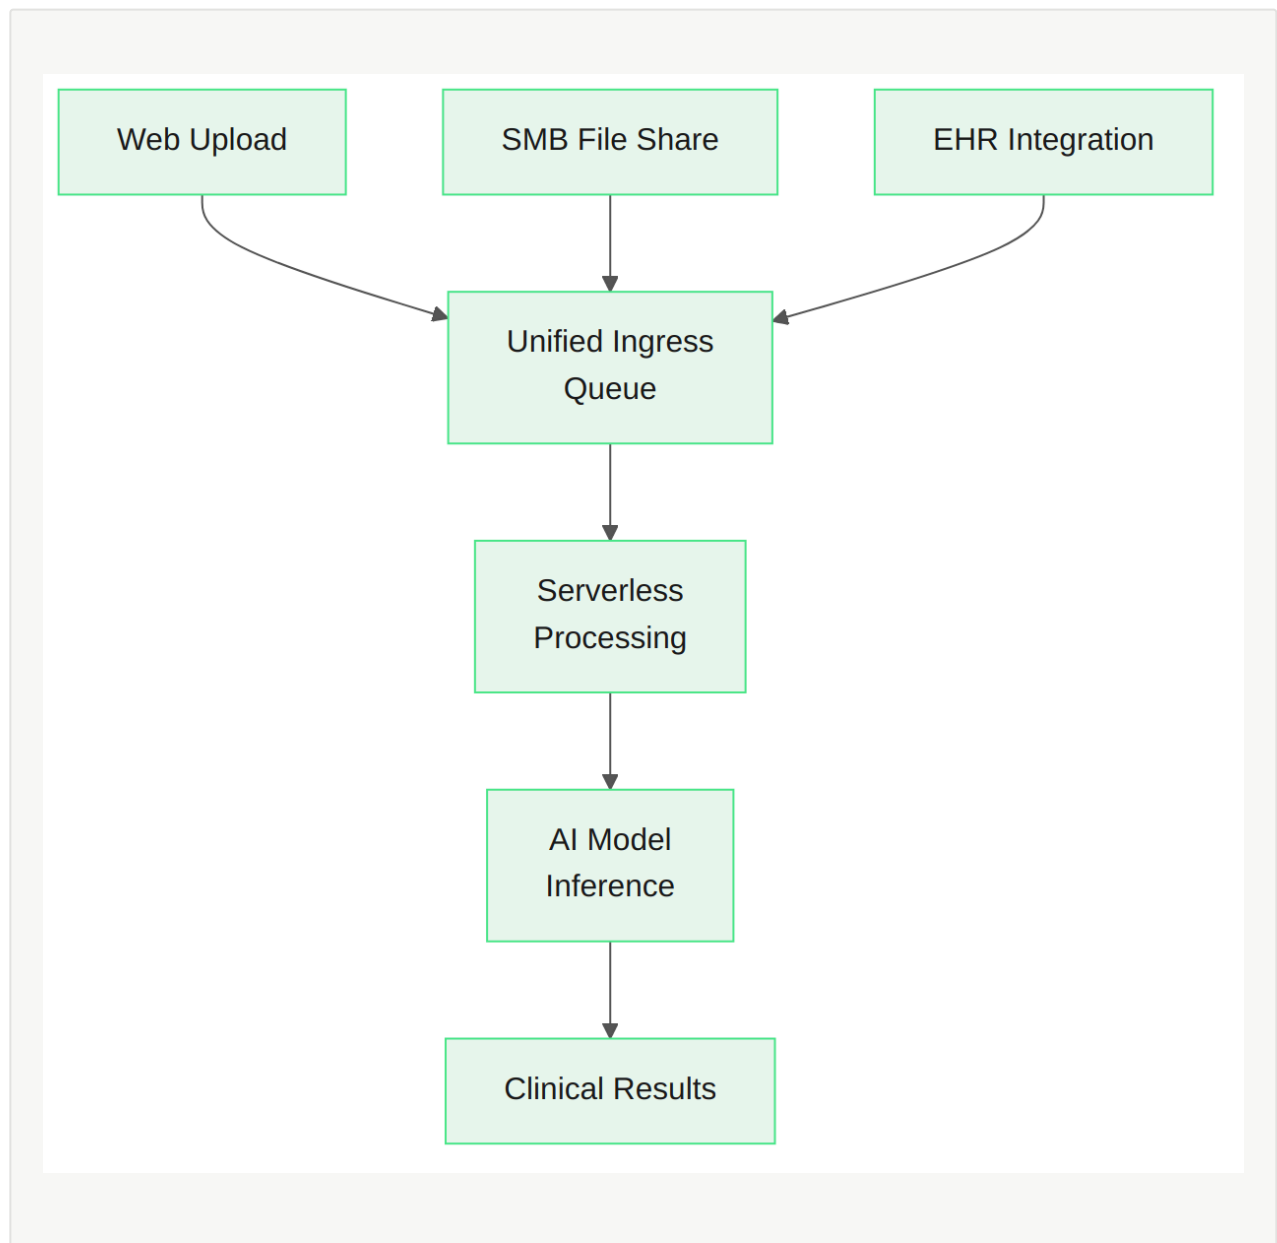 Web Upload
SMB File Share
EHR Integration
Unified Ingress
Queue
Serverless
Processing
AI Model
Inference
Clinical Results